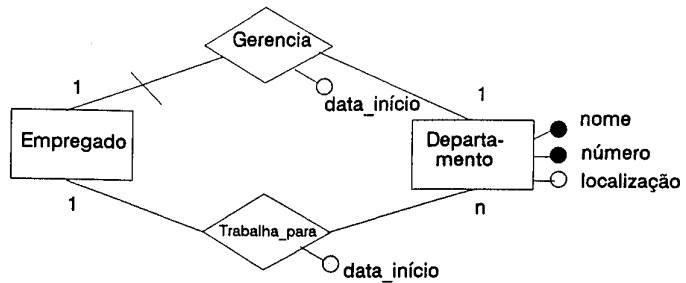 Gerencia
data_início
1
1
Empregado
Departa-
mento
nome
número
localização
1
n
Trabalha_para
data_início